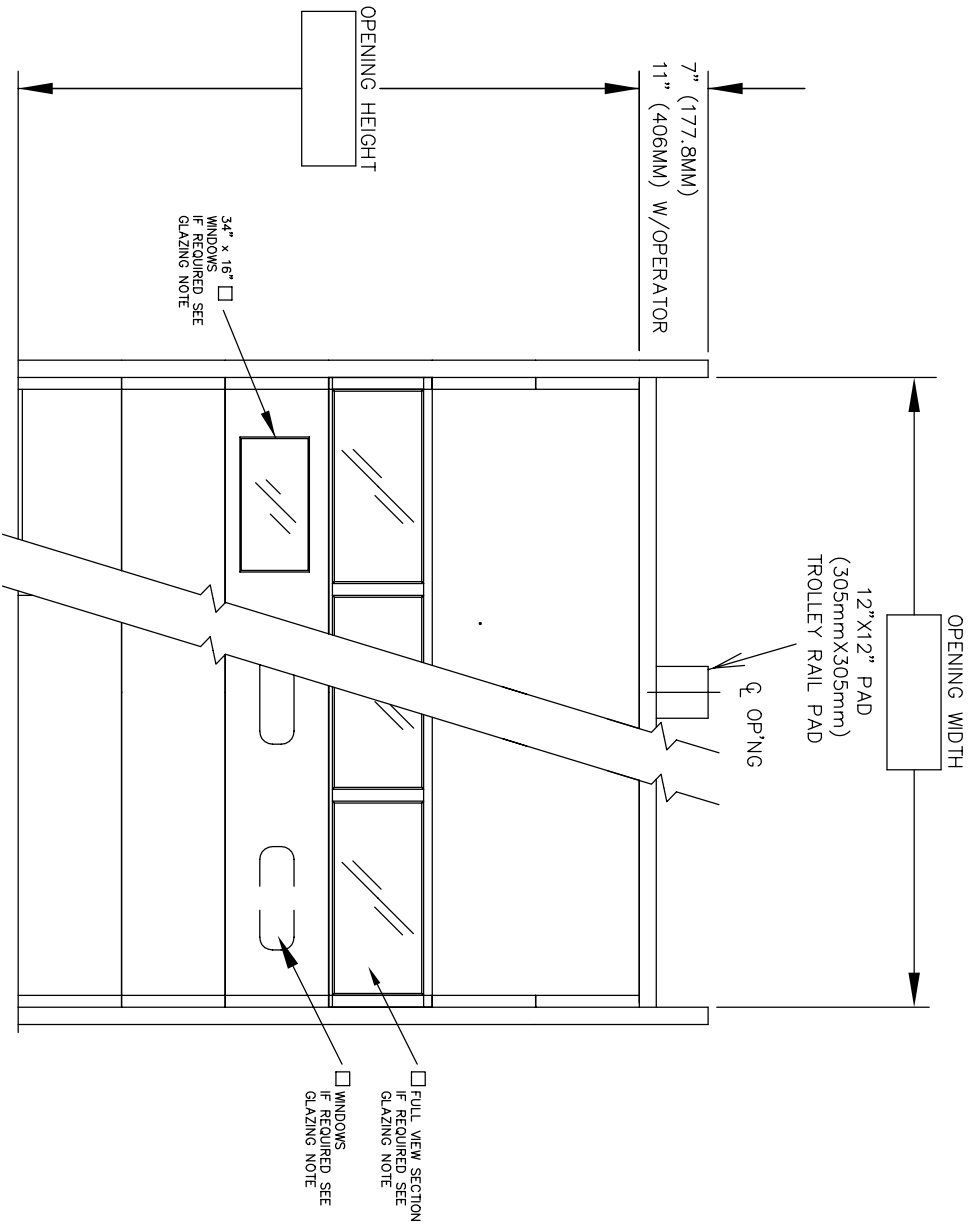 OPENING WIDTH
12"X12" PAD
(305mmX305mm)
TROLLEY RAIL PAD
℄ OP'NG
7" (177.8MM)
11" (406MM) W/OPERATOR
OPENING HEIGHT
34" x 16"
WINDOWS
IF REQUIRED SEE
GLAZING NOTE
FULL VIEW SECTION
IF REQUIRED SEE
GLAZING NOTE
WINDOWS
IF REQUIRED SEE
GLAZING NOTE